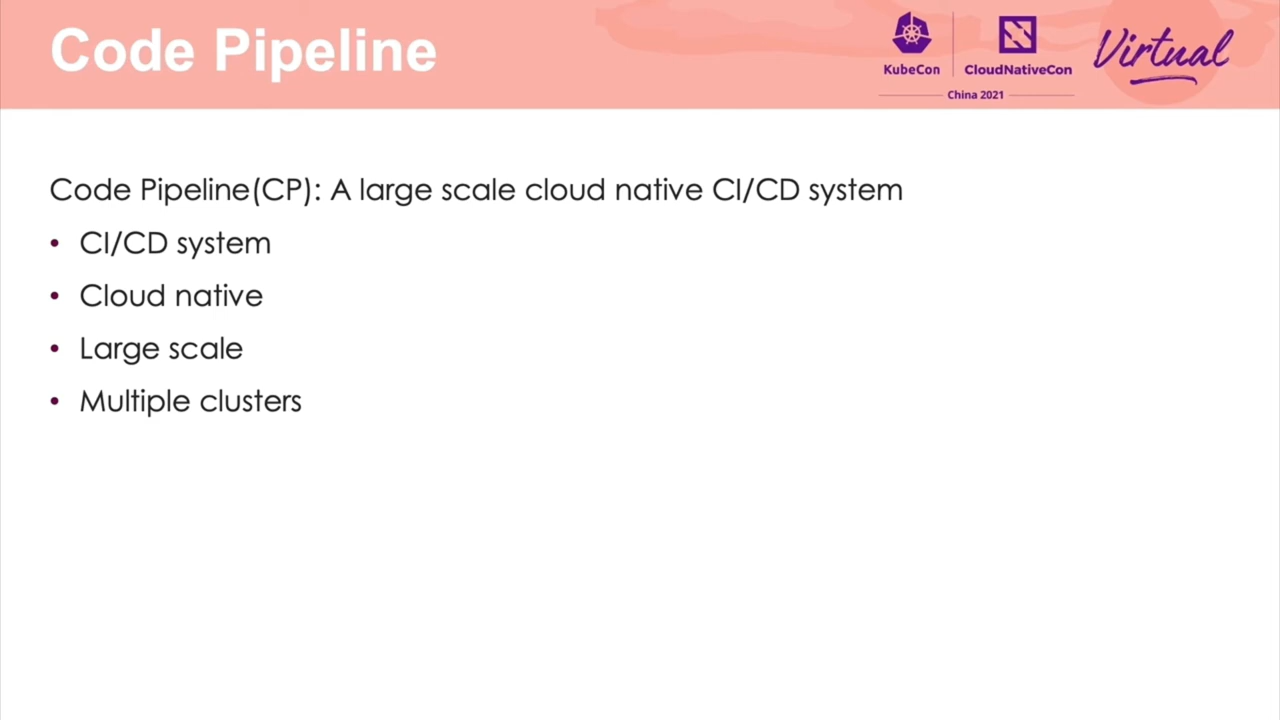 Code Pipeline
KubeCon
CloudNativeCon
China 2021
Virtual
Code Pipeline(CP): A large scale cloud native CI/CD system
• CI/CD system
• Cloud native
• Large scale
• Multiple clusters